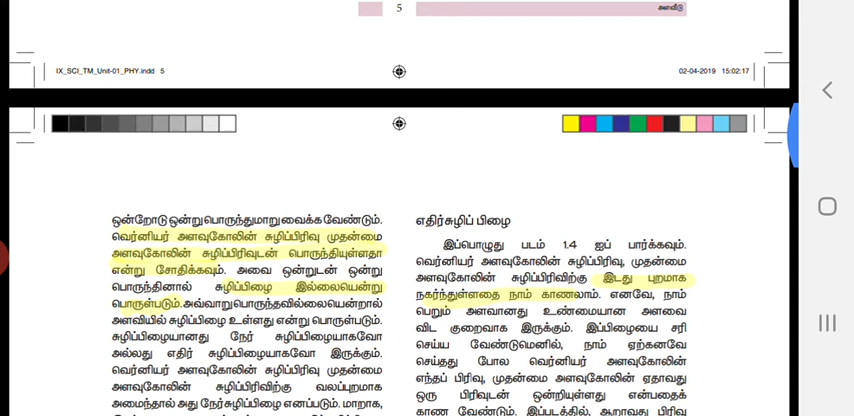 5
அளவீடு
IX_SCI_TM_Unit-01_PHY.indd 5
02-04-2019 15:02:17
ஒன்றோடு ஒன்று பொருந்துமாறு வைக்க வேண்டும்.
வெர்னியர் அளவுகோலின் சுழிப்பிரிவு முதன்மை
அளவுகோலின் சுழிப்பிரிவுடன் பொருந்தியுள்ளதா
என்று சோதிக்கவும். அவை ஒன்றுடன் ஒன்று
பொருந்தினால் சுழிப்பிழை இல்லையென்று
பொருள்படும். அவ்வாறு பொருந்தவில்லையென்றால்
அளவியில் சுழிப்பிழை உள்ளது என்று பொருள்படும்.
சுழிப்பிழையானது நேர் சுழிப்பிழையாகவோ
அல்லது எதிர் சுழிப்பிழையாகவோ இருக்கும்.
வெர்னியர் அளவுகோலின் சுழிப்பிரிவு முதன்மை
அளவுகோலின் சுழிப்பிரிவிற்கு வலப்புறமாக
அமைந்தால் அது நேர்சுழிப்பிழை எனப்படும். மாறாக,
எதிர்சுழிப் பிழை
இப்பொழுது படம் 1.4 ஐப் பார்க்கவும்.
வெர்னியர் அளவுகோலின் சுழிப்பிரிவு, முதன்மை
அளவுகோலின் சுழிப்பிரிவிற்கு இடது புறமாக
நகர்ந்துள்ளதை நாம் காணலாம். எனவே, நாம்
பெறும் அளவானது உண்மையான அளவை
விட குறைவாக இருக்கும். இப்பிழையை சரி
செய்ய வேண்டுமெனில், நாம் ஏற்கனவே
செய்தது போல வெர்னியர் அளவுகோலின்
எந்தப் பிரிவு, முதன்மை அளவுகோலின் ஏதாவது
ஒரு பிரிவுடன் ஒன்றியுள்ளது என்பதைக்
காண வேண்டும். இப்படத்தில், ஆறாவது பிரிவு